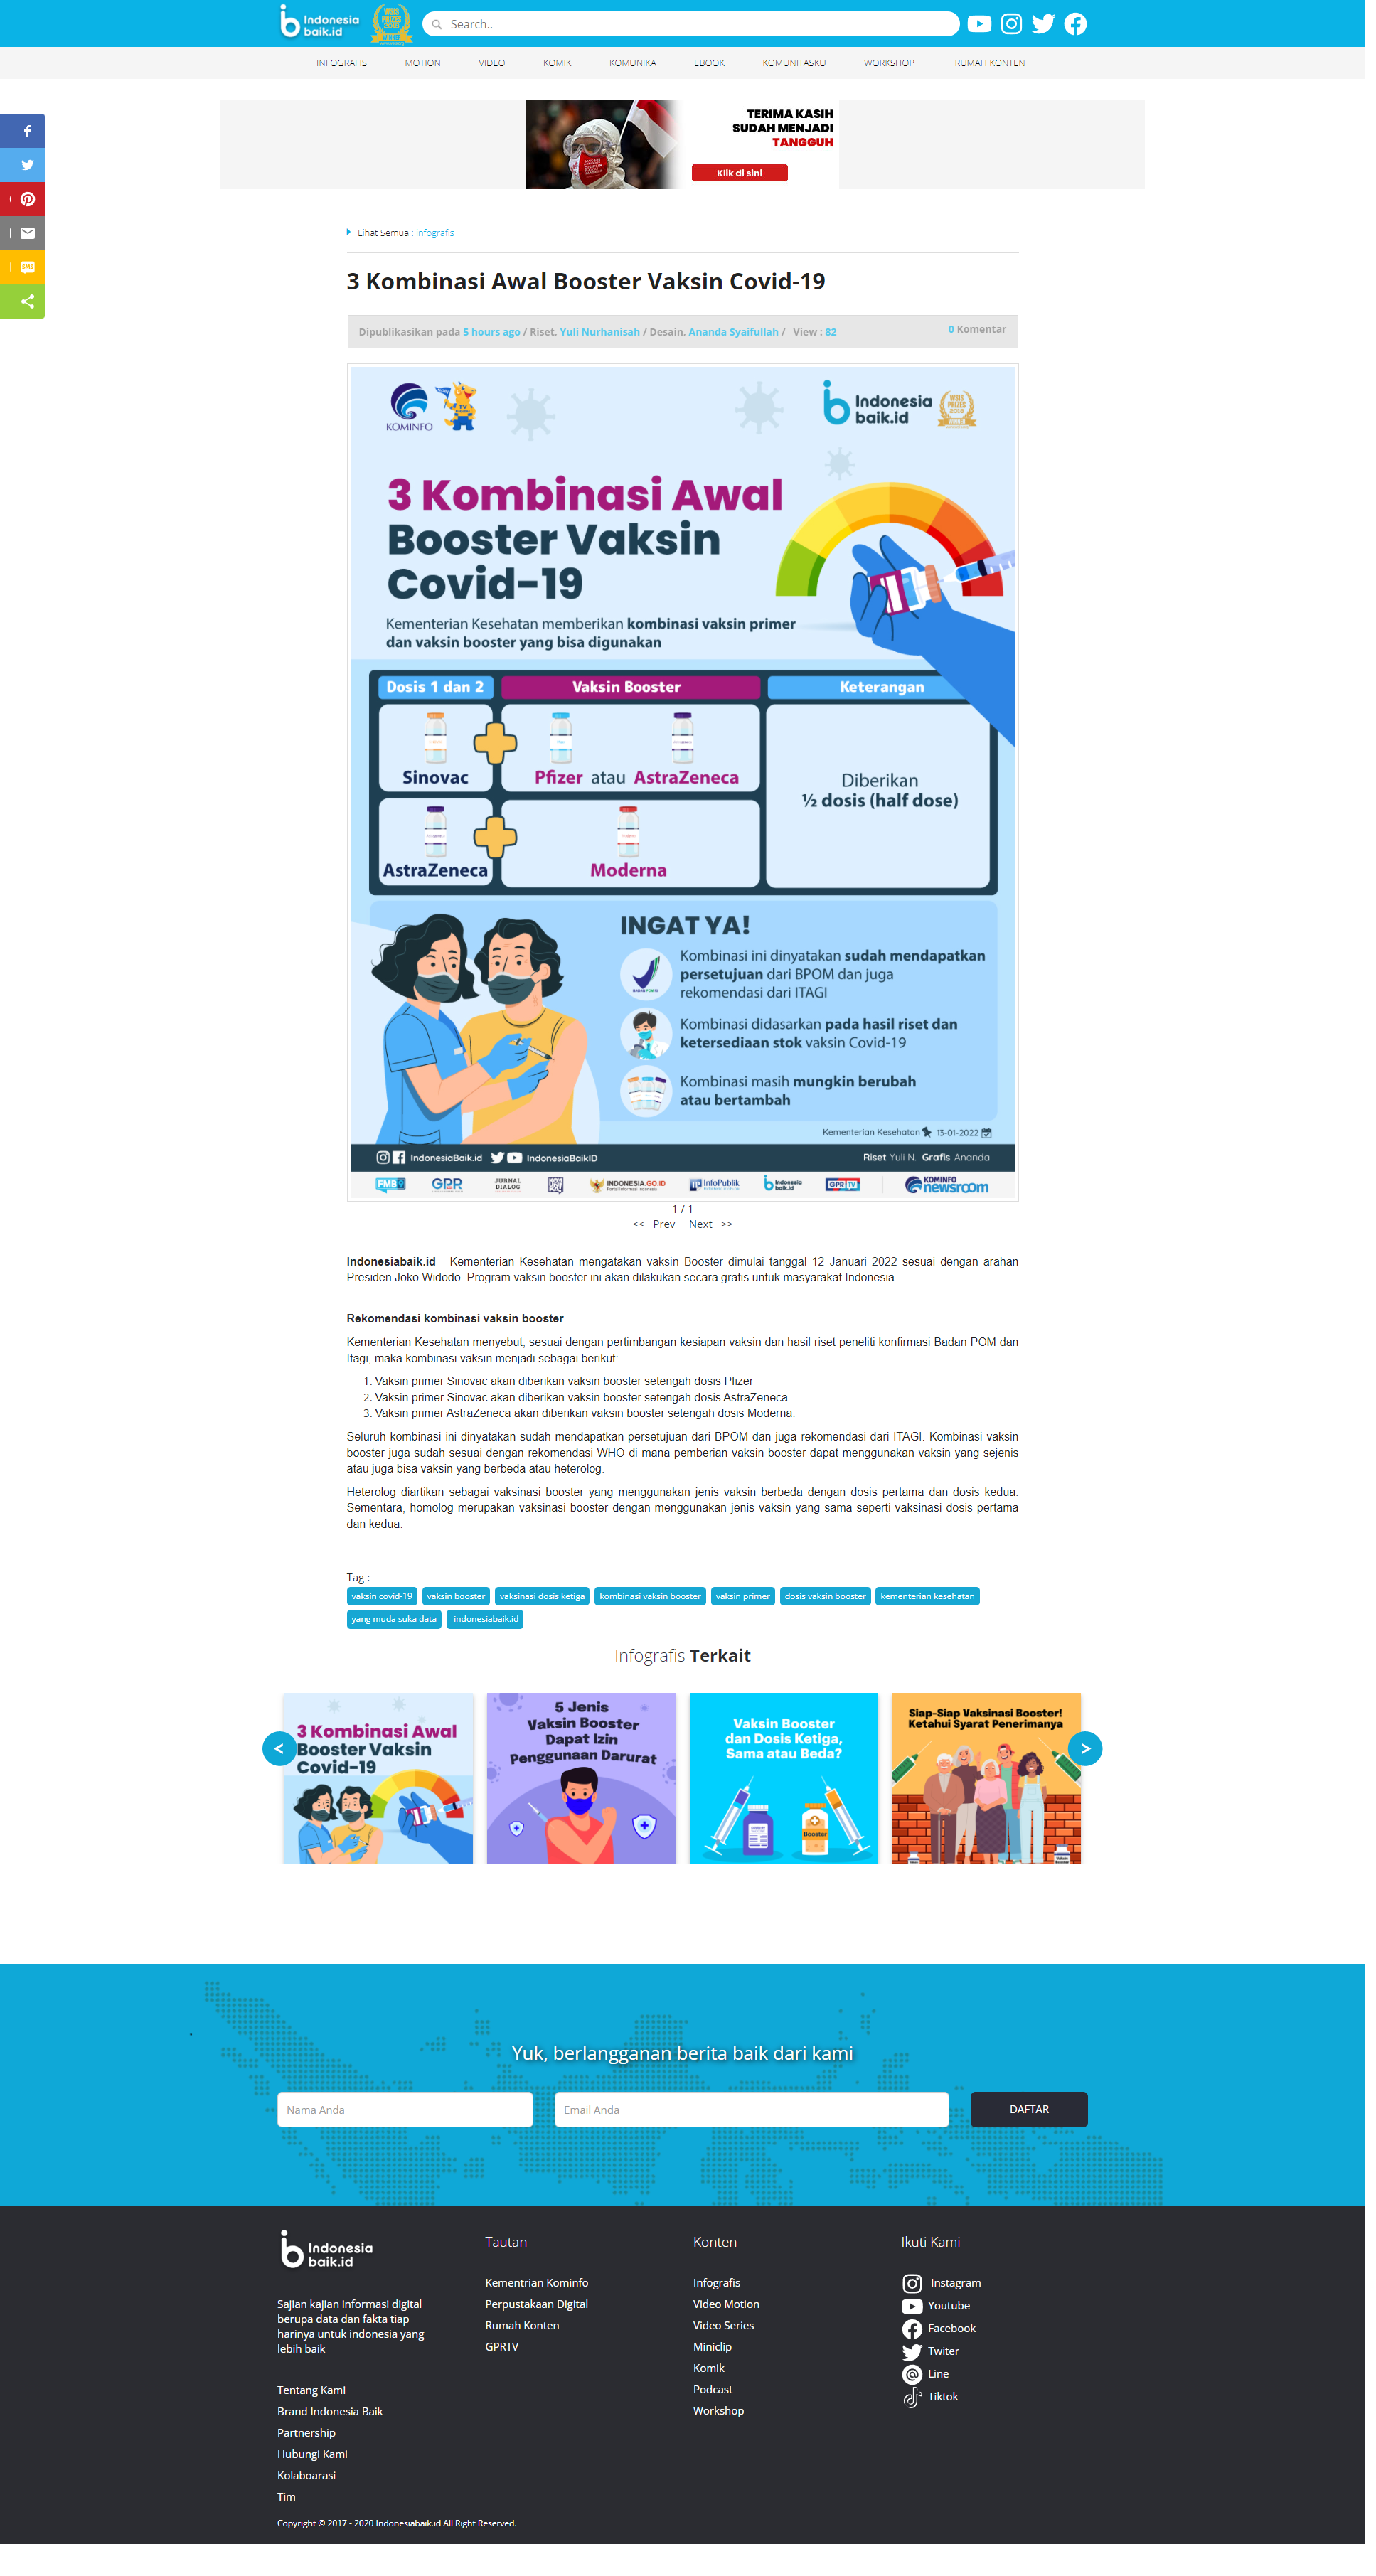 Indonesia
baik.id
WSIS
PRIZES
2018
WINNER
Search..
INFOGRAFIS MOTION VIDEO KOMIK KOMUNIKA EBOOK KOMUNITASKU WORKSHOP RUMAH KONTEN
TERIMA KASIH
SUDAH MENJADI
TANGGUH
Klik di sini
SMS
Lihat Semua : infografis
3 Kombinasi Awal Booster Vaksin Covid-19
Dipublikasikan pada 5 hours ago / Riset, Yuli Nurhanisah / Desain, Ananda Syaifullah / View : 82
0 Komentar
KOMINFO
Indonesia
baik.id
WSIS
PRIZES
2018
WINNER
3 Kombinasi Awal
Booster Vaksin
Covid-19
Kementerian Kesehatan memberikan kombinasi vaksin primer
dan vaksin booster yang bisa digunakan
Dosis 1 dan 2 Vaksin Booster Keterangan
Sinovac Pfizer atau AstraZeneca
Diberikan
½ dosis (half dose)
AstraZeneca Moderna
INGAT YA!
Kombinasi ini dinyatakan sudah mendapatkan
persetujuan dari BPOM dan juga
rekomendasi dari ITAGI
BADAN POM RI
Kombinasi didasarkan pada hasil riset dan
ketersediaan stok vaksin Covid-19
Kombinasi masih mungkin berubah
atau bertambah
Kementerian Kesehatan 13-01-2022
IndonesiaBaik.id IndonesiaBaikID
Riset Yuli N. Grafis Ananda
FMB9 GPR JURNAL DIALOG INDONESIA.GO.ID InfoPublik Indonesia baik.id GPR TV KOMINFO newsroom
1 / 1
<< Prev Next >>
Indonesiabaik.id - Kementerian Kesehatan mengatakan vaksin Booster dimulai tanggal 12 Januari 2022 sesuai dengan arahan
Presiden Joko Widodo. Program vaksin booster ini akan dilakukan secara gratis untuk masyarakat Indonesia.
Rekomendasi kombinasi vaksin booster
Kementerian Kesehatan menyebut, sesuai dengan pertimbangan kesiapan vaksin dan hasil riset peneliti konfirmasi Badan POM dan
Itagi, maka kombinasi vaksin menjadi sebagai berikut:
1. Vaksin primer Sinovac akan diberikan vaksin booster setengah dosis Pfizer
2. Vaksin primer Sinovac akan diberikan vaksin booster setengah dosis AstraZeneca
3. Vaksin primer AstraZeneca akan diberikan vaksin booster setengah dosis Moderna.
Seluruh kombinasi ini dinyatakan sudah mendapatkan persetujuan dari BPOM dan juga rekomendasi dari ITAGI. Kombinasi vaksin
booster juga sudah sesuai dengan rekomendasi WHO di mana pemberian vaksin booster dapat menggunakan vaksin yang sejenis
atau juga bisa vaksin yang berbeda atau heterolog.
Heterolog diartikan sebagai vaksinasi booster yang menggunakan jenis vaksin berbeda dengan dosis pertama dan dosis kedua.
Sementara, homolog merupakan vaksinasi booster dengan menggunakan jenis vaksin yang sama seperti vaksinasi dosis pertama
dan kedua.
Tag :
vaksin covid-19 vaksin booster vaksinasi dosis ketiga kombinasi vaksin booster vaksin primer dosis vaksin booster kementerian kesehatan
yang muda suka data indonesiabaik.id
Infografis Terkait
<
3 Kombinasi Awal
Booster Vaksin
Covid-19
5 Jenis
Vaksin Booster
Dapat Izin
Penggunaan Darurat
Vaksin Booster
dan Dosis Ketiga,
Sama atau Beda?
Booster
Siap-Siap Vaksinasi Booster!
Ketahui Syarat Penerimanya
Vaksin
Booster
>
Yuk, berlangganan berita baik dari kami
Nama Anda Email Anda DAFTAR
Indonesia
baik.id
Sajian kajian informasi digital
berupa data dan fakta tiap
harinya untuk indonesia yang
lebih baik
Tentang Kami
Brand Indonesia Baik
Partnership
Hubungi Kami
Kolaboarasi
Tim
Tautan
Kementrian Kominfo
Perpustakaan Digital
Rumah Konten
GPRTV
Konten
Infografis
Video Motion
Video Series
Miniclip
Komik
Podcast
Workshop
Ikuti Kami
Instagram
Youtube
Facebook
Twiter
Line
Tiktok
Copyright © 2017 - 2020 Indonesiabaik.id All Right Reserved.